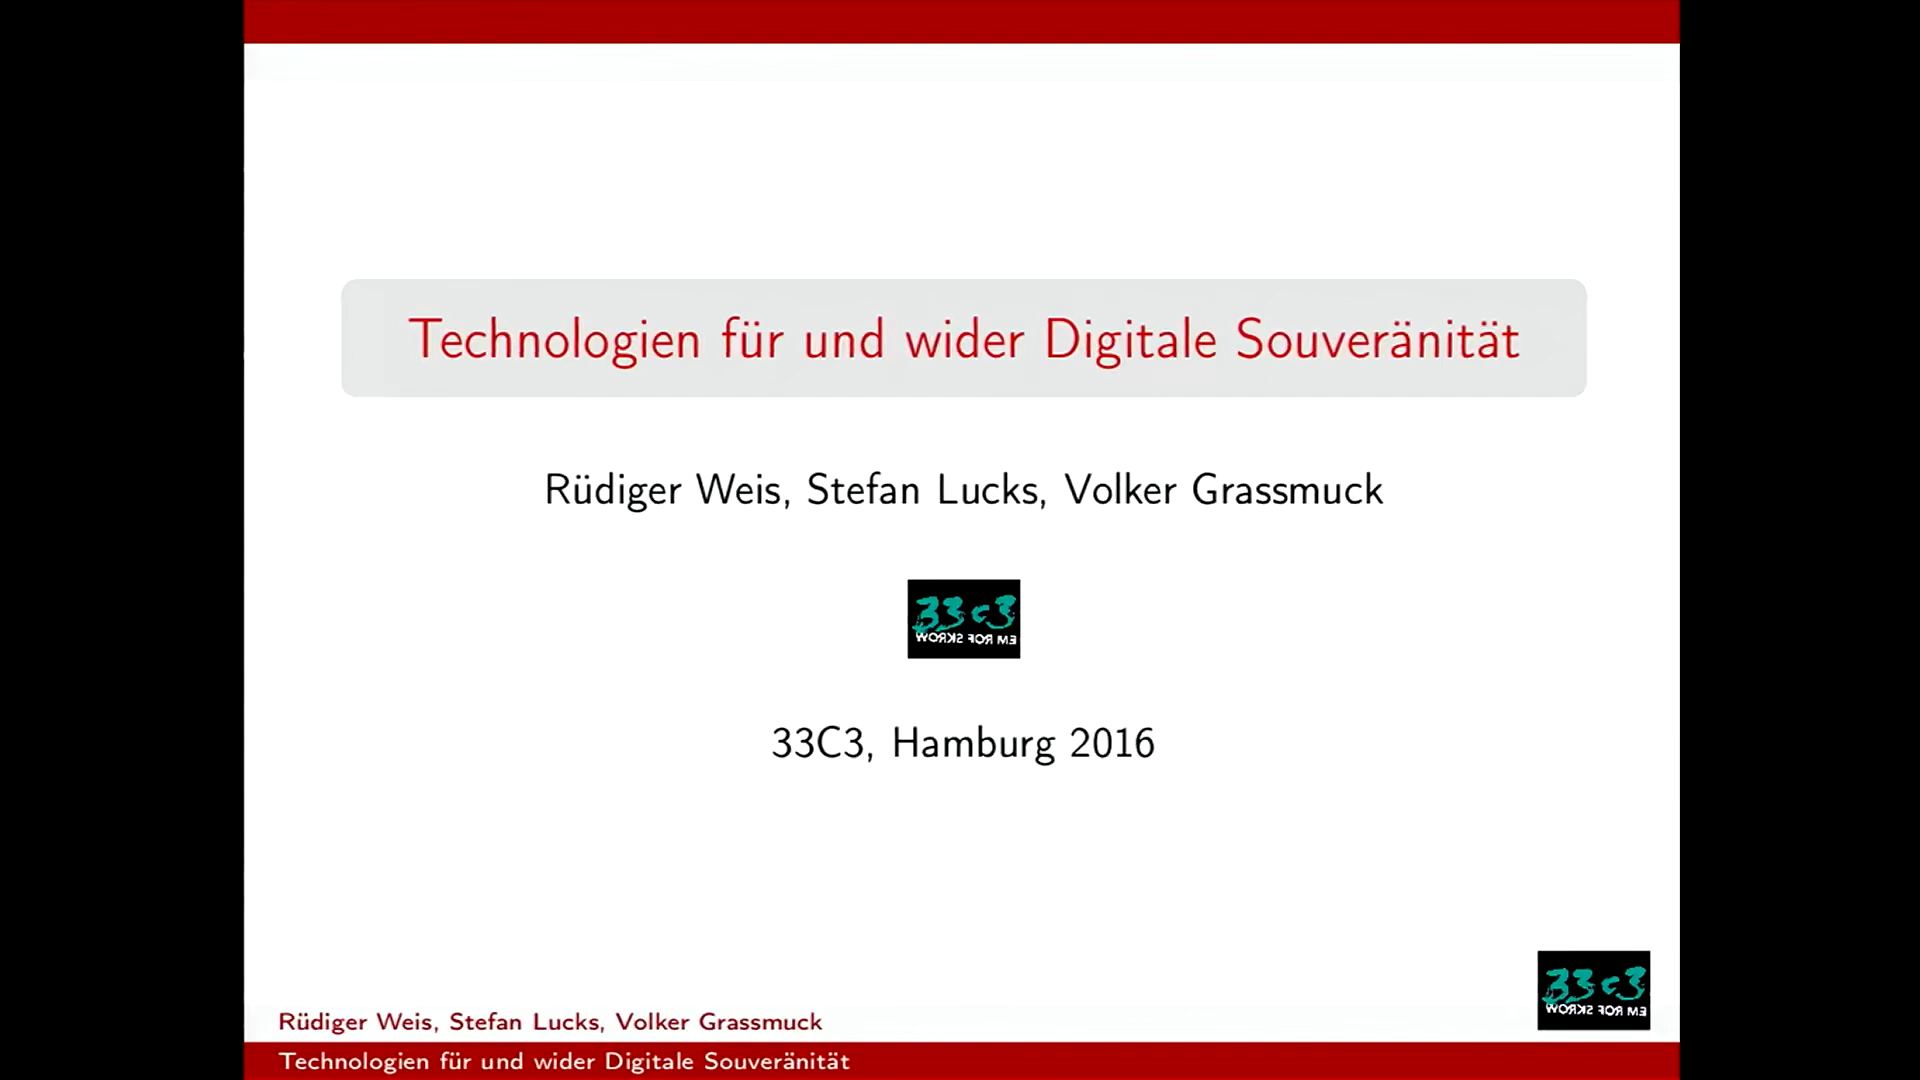 Technologien für und wider Digitale Souveränität
Rüdiger Weis, Stefan Lucks, Volker Grassmuck
33c3
WORKS FOR ME
33C3, Hamburg 2016
33c3
WORKS FOR ME
Rüdiger Weis, Stefan Lucks, Volker Grassmuck
Technologien für und wider Digitale Souveränität